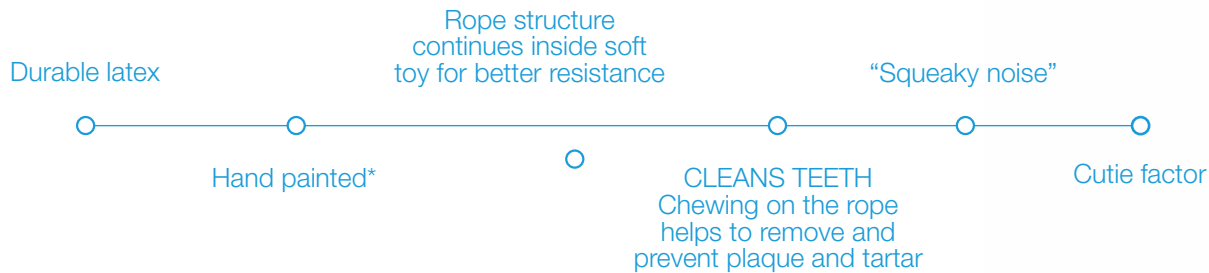 Durable latex
Hand painted*
Rope structure
continues inside soft
toy for better resistance
CLEANS TEETH
Chewing on the rope
helps to remove and
prevent plaque and tartar
“Squeaky noise”
Cutie factor